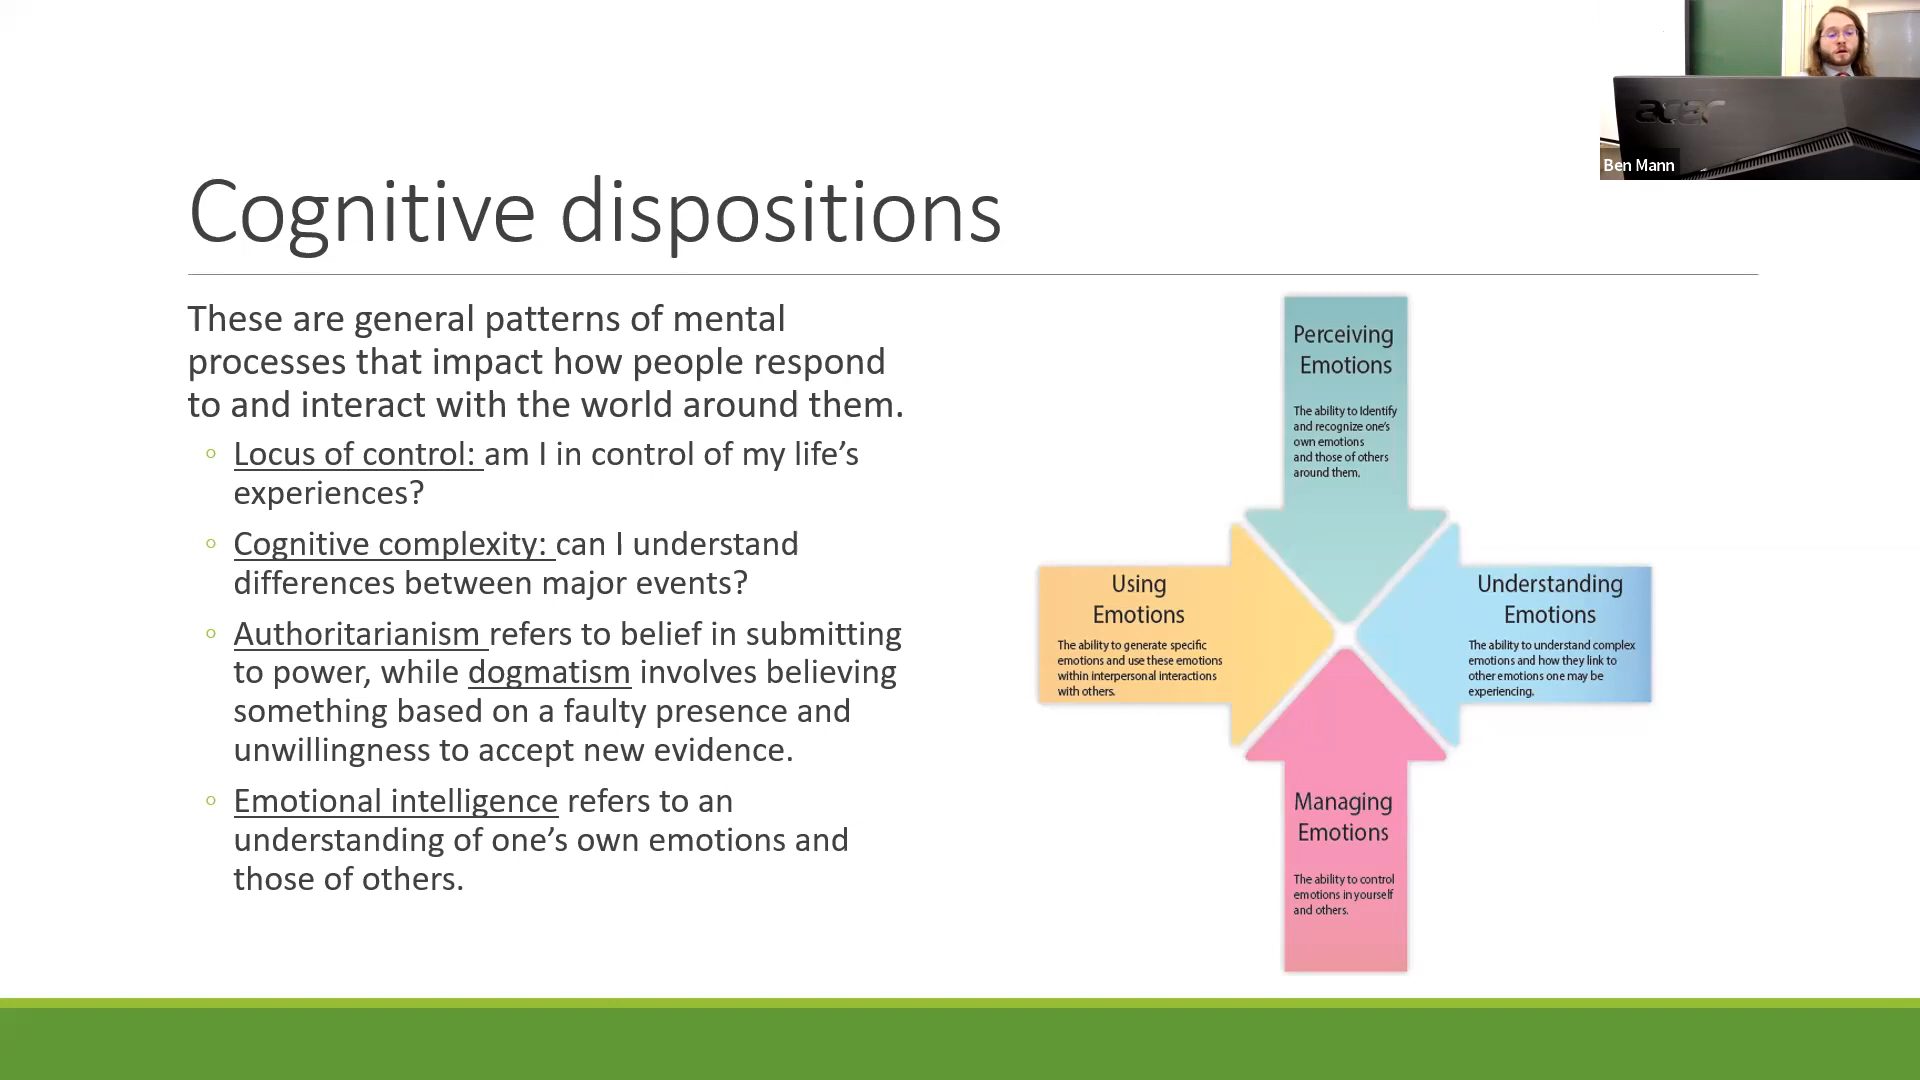 acer
Ben Mann
Cognitive dispositions
These are general patterns of mental
processes that impact how people respond
to and interact with the world around them.
Locus of control: am I in control of my life’s
experiences?
Cognitive complexity: can I understand
differences between major events?
Authoritarianism refers to belief in submitting
to power, while dogmatism involves believing
something based on a faulty presence and
unwillingness to accept new evidence.
Emotional intelligence refers to an
understanding of one’s own emotions and
those of others.
Perceiving
Emotions
The ability to Identify
and recognize one’s
own emotions
and those of others
around them.
Using
Emotions
The ability to generate specific
emotions and use these emotions
within interpersonal interactions
with others.
Understanding
Emotions
The ability to understand complex
emotions and how they link to
other emotions one may be
experiencing.
Managing
Emotions
The ability to control
emotions in yourself
and others.